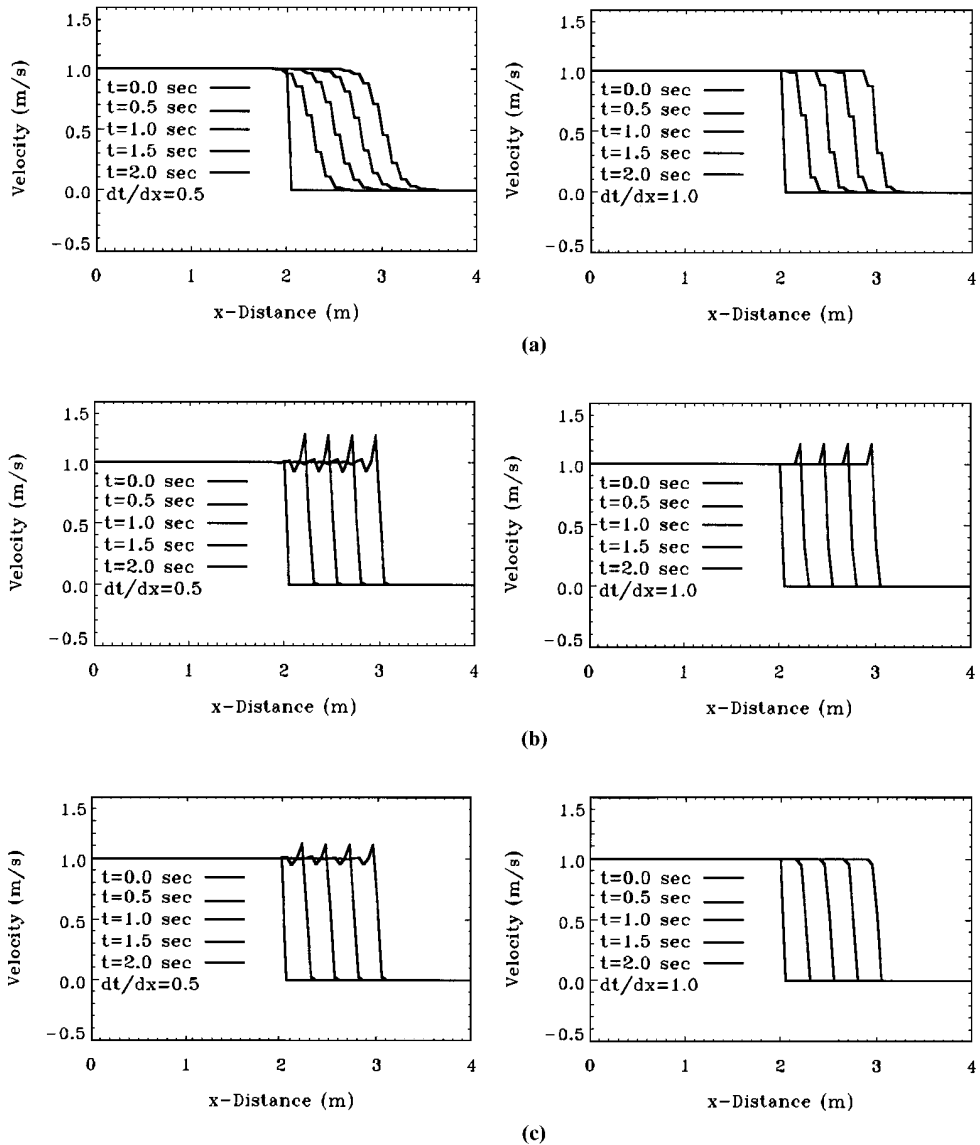 1.5
1.0
0.5
0.0
−0.5
Velocity (m/s)
t=0.0 sec
t=0.5 sec
t=1.0 sec
t=1.5 sec
t=2.0 sec
dt/dx=0.5
0 1 2 3 4
x-Distance (m)
1.5
1.0
0.5
0.0
−0.5
Velocity (m/s)
t=0.0 sec
t=0.5 sec
t=1.0 sec
t=1.5 sec
t=2.0 sec
dt/dx=1.0
0 1 2 3 4
x-Distance (m)
(a)
1.5
1.0
0.5
0.0
−0.5
Velocity (m/s)
t=0.0 sec
t=0.5 sec
t=1.0 sec
t=1.5 sec
t=2.0 sec
dt/dx=0.5
0 1 2 3 4
x-Distance (m)
1.5
1.0
0.5
0.0
−0.5
Velocity (m/s)
t=0.0 sec
t=0.5 sec
t=1.0 sec
t=1.5 sec
t=2.0 sec
dt/dx=1.0
0 1 2 3 4
x-Distance (m)
(b)
1.5
1.0
0.5
0.0
−0.5
Velocity (m/s)
t=0.0 sec
t=0.5 sec
t=1.0 sec
t=1.5 sec
t=2.0 sec
dt/dx=0.5
0 1 2 3 4
x-Distance (m)
1.5
1.0
0.5
0.0
−0.5
Velocity (m/s)
t=0.0 sec
t=0.5 sec
t=1.0 sec
t=1.5 sec
t=2.0 sec
dt/dx=1.0
0 1 2 3 4
x-Distance (m)
(c)